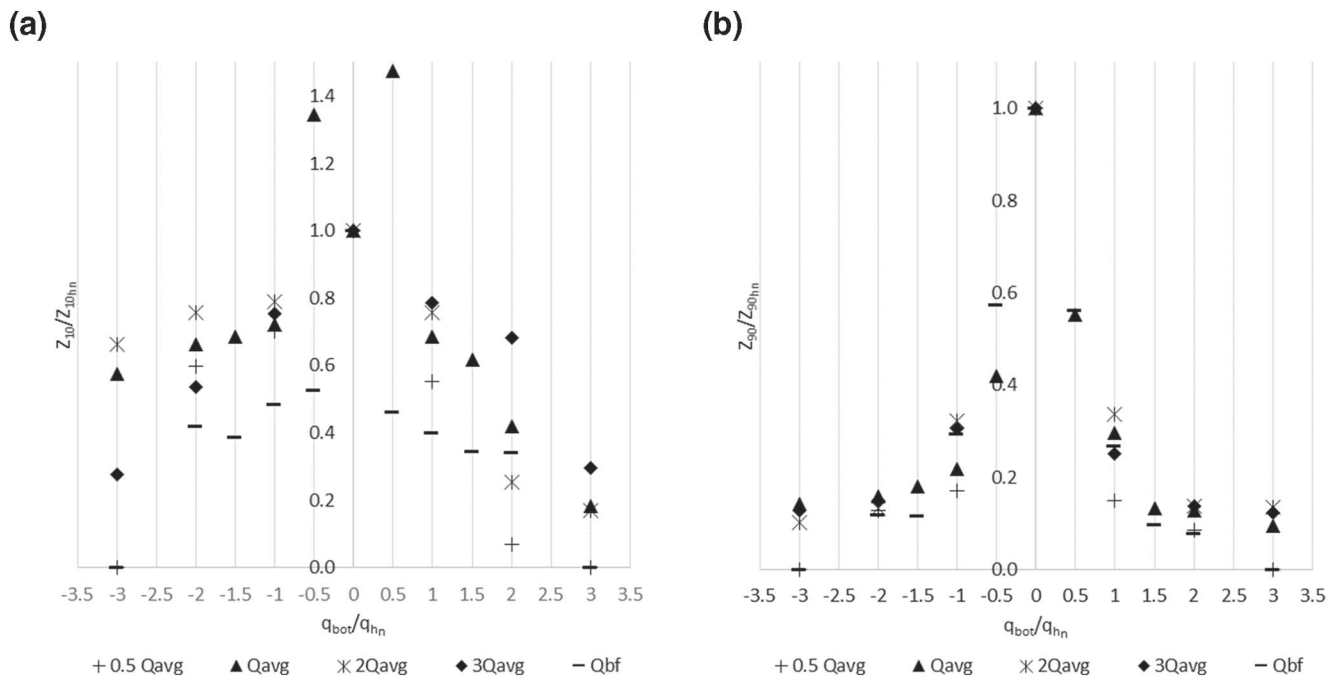 (a)
(b)
1.4
1.2
1.0
0.8
0.6
0.4
0.2
0.0
Z10/Z10hn
-3.5 -3 -2.5 -2 -1.5 -1 -0.5 0 0.5 1 1.5 2 2.5 3 3.5
qbot/qhn
+ 0.5 Qavg ▲ Qavg 2Qavg ◆ 3Qavg – Qbf
1.0
0.8
0.6
0.4
0.2
0.0
Z90/Z90hn
-3.5 -3 -2.5 -2 -1.5 -1 -0.5 0 0.5 1 1.5 2 2.5 3 3.5
qbot/qhn
+ 0.5 Qavg ▲ Qavg 2Qavg ◆ 3Qavg – Qbf